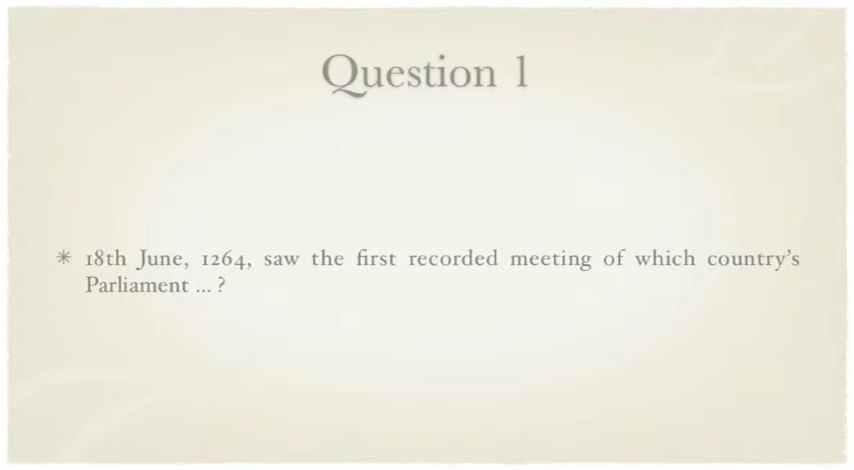 Question 1
✳ 18th June, 1264, saw the first recorded meeting of which country's
Parliament ... ?